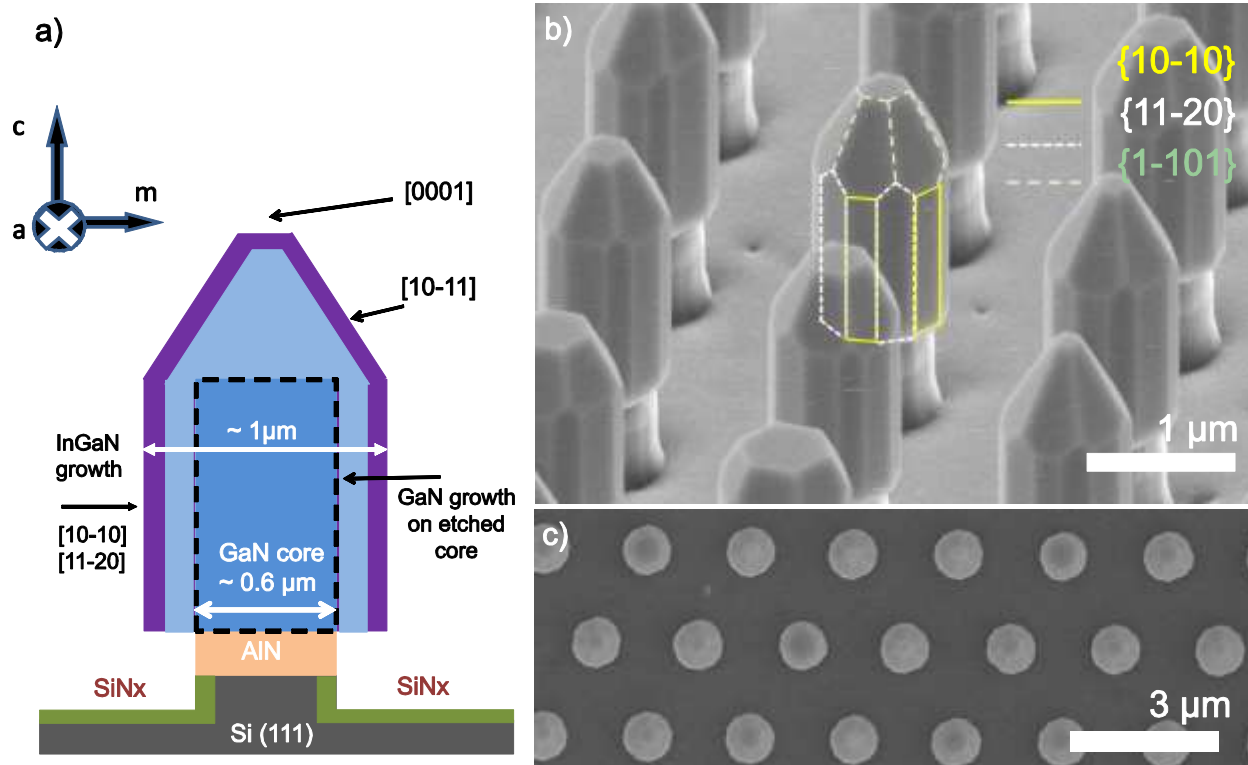 a)
c
m
a
[0001]
[10-11]
~ 1µm
InGaN
growth
[10-10]
[11-20]
GaN growth
on etched
core
GaN core
~ 0.6 µm
AlN
SiNx
SiNx
Si (111)
b)
{10-10}
{11-20}
{1-101}
1 µm
c)
3 µm